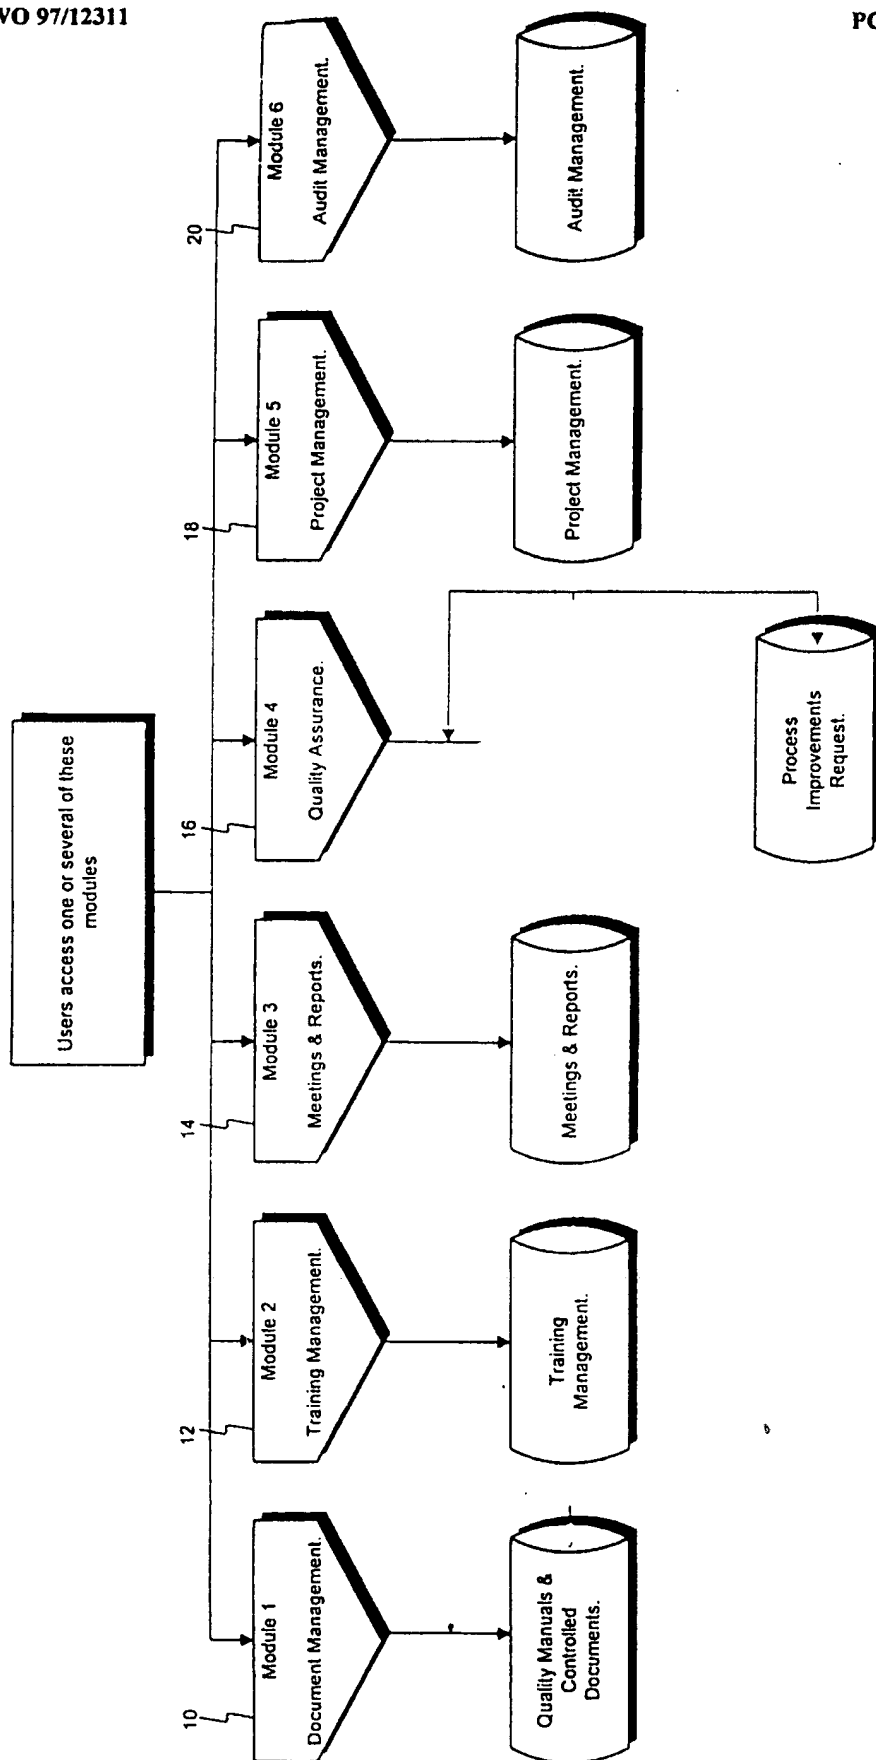 VO 97/12311
PC
Users access one or several of these
modules
10
Module 1
Document Management.
12
Module 2
Training Management.
14
Module 3
Meetings & Reports.
16
Module 4
Quality Assurance.
18
Module 5
Project Management.
20
Module 6
Audit Management.
Quality Manuals &
Controlled
Documents.
Training
Management.
Meetings & Reports.
Process
Improvements
Request.
Project Management.
Audit Management.